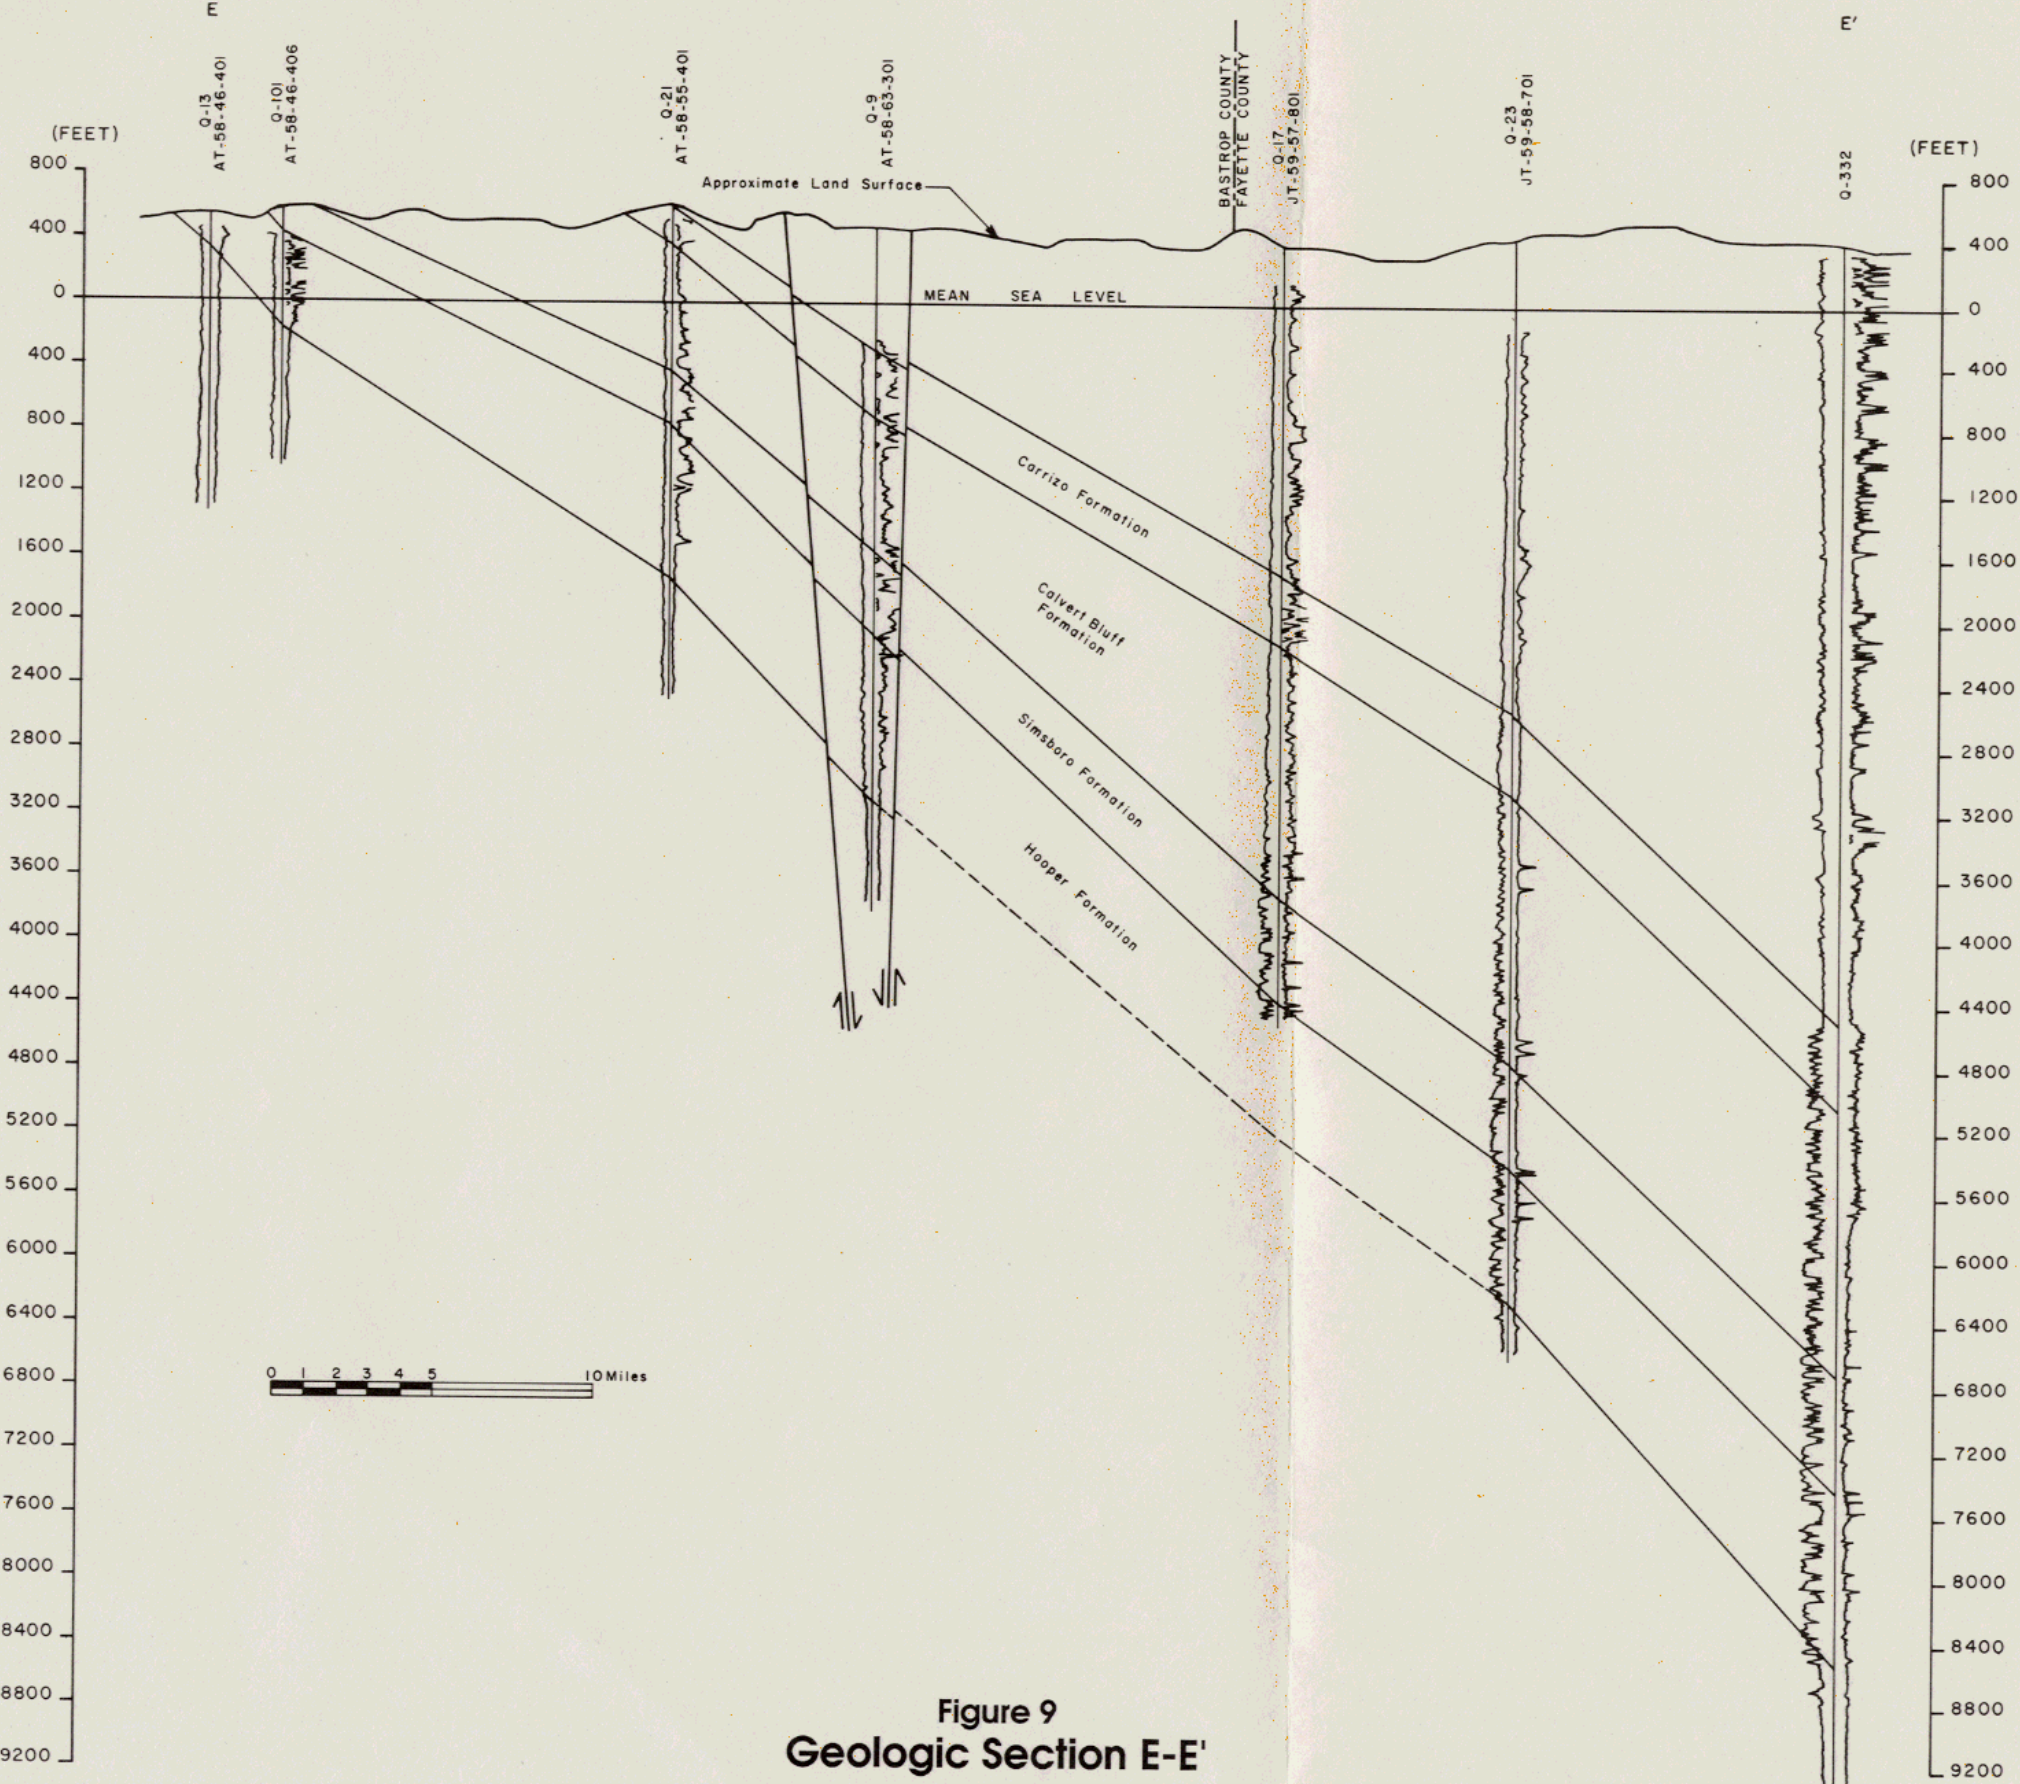 E
E'
Q-13
AT-58-46-401
Q-101
AT-58-46-406
Q-21
AT-58-55-401
Q-9
AT-58-63-301
BASTROP COUNTY
FAYETTE COUNTY
Q-17
JT-59-57-801
Q-23
JT-59-58-701
Q-332
(FEET)
800
400
0
400
800
1200
1600
2000
2400
2800
3200
3600
4000
4400
4800
5200
5600
6000
6400
6800
7200
7600
8000
8400
8800
9200
Approximate Land Surface
MEAN SEA LEVEL
Carrizo Formation
Calvert Bluff
Formation
Simsboro Formation
Hooper Formation
0 1 2 3 4 5 10 Miles
(FEET)
800
400
0
400
800
1200
1600
2000
2400
2800
3200
3600
4000
4400
4800
5200
5600
6000
6400
6800
7200
7600
8000
8400
8800
9200
Figure 9
Geologic Section E-E'